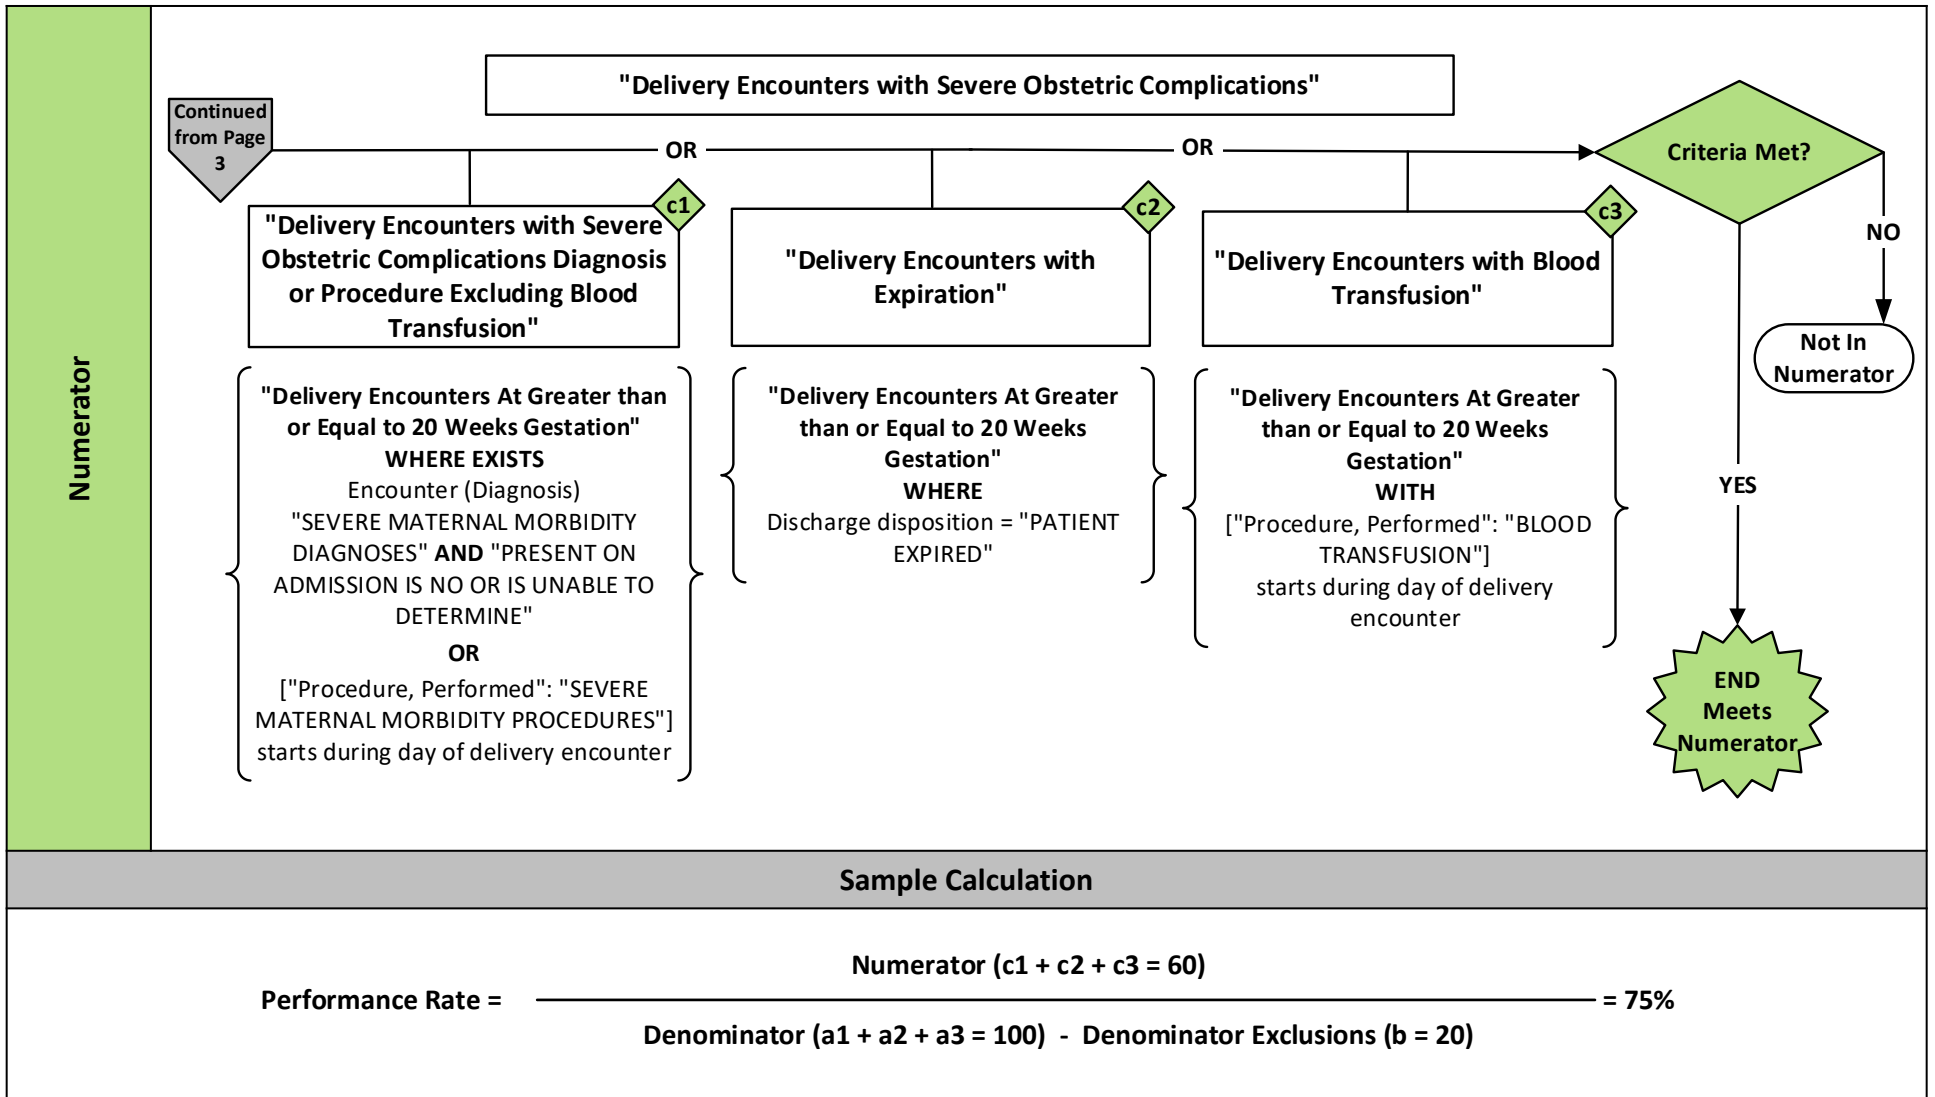 Numerator
"Delivery Encounters with Severe Obstetric Complications"
Continued
from Page
3
OR
OR
Criteria Met?
NO
Not In
Numerator
YES
END
Meets
Numerator
c1
"Delivery Encounters with Severe
Obstetric Complications Diagnosis
or Procedure Excluding Blood
Transfusion"
"Delivery Encounters At Greater than
or Equal to 20 Weeks Gestation"
WHERE EXISTS
Encounter (Diagnosis)
"SEVERE MATERNAL MORBIDITY
DIAGNOSES" AND "PRESENT ON
ADMISSION IS NO OR IS UNABLE TO
DETERMINE"
OR
["Procedure, Performed": "SEVERE
MATERNAL MORBIDITY PROCEDURES"]
starts during day of delivery encounter
c2
"Delivery Encounters with
Expiration"
"Delivery Encounters At Greater
than or Equal to 20 Weeks
Gestation"
WHERE
Discharge disposition = "PATIENT
EXPIRED"
c3
"Delivery Encounters with Blood
Transfusion"
"Delivery Encounters At Greater
than or Equal to 20 Weeks
Gestation"
WITH
["Procedure, Performed": "BLOOD
TRANSFUSION"]
starts during day of delivery
encounter
Sample Calculation
Numerator (c1 + c2 + c3 = 60)
Performance Rate = = 75%
Denominator (a1 + a2 + a3 = 100) - Denominator Exclusions (b = 20)